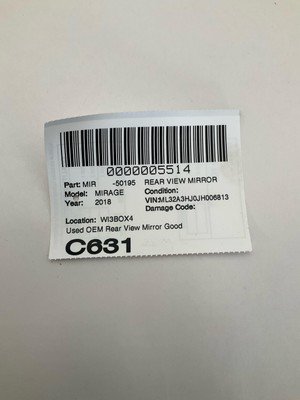 0000005514
Part: MIR -50195 REAR VIEW MIRROR
Model: MIRAGE Condition:
Year: 2018 VIN:ML32A3HJ0JH006813
Damage Code:
Location: WI3BOX4
Used OEM Rear View Mirror Good
C631